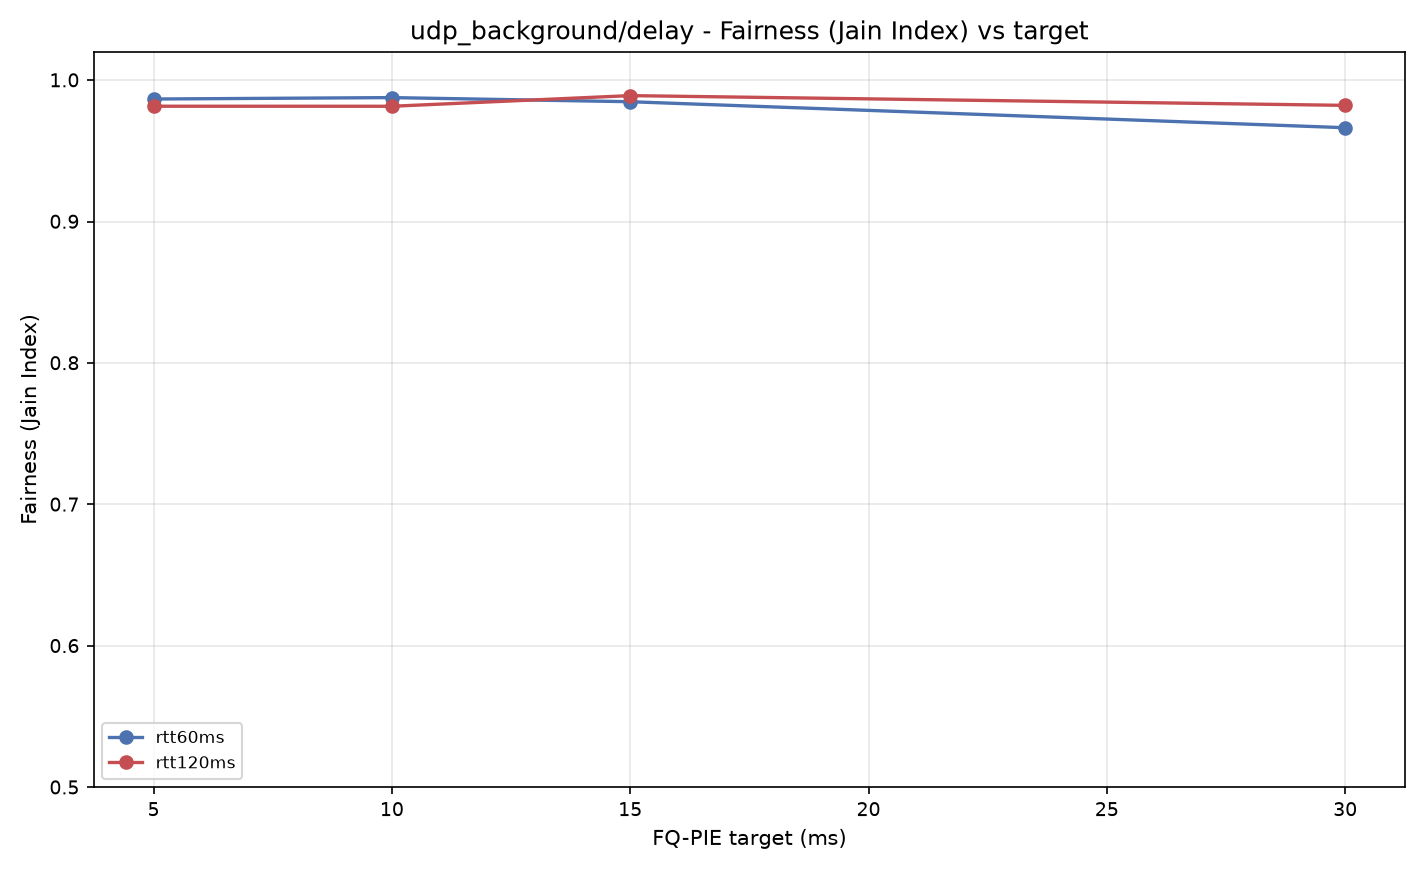 udp_background/delay - Fairness (Jain Index) vs target
Fairness (Jain Index)
1.0
0.9
0.8
0.7
0.6
0.5
rtt60ms
rtt120ms
5 10 15 20 25 30
FQ-PIE target (ms)